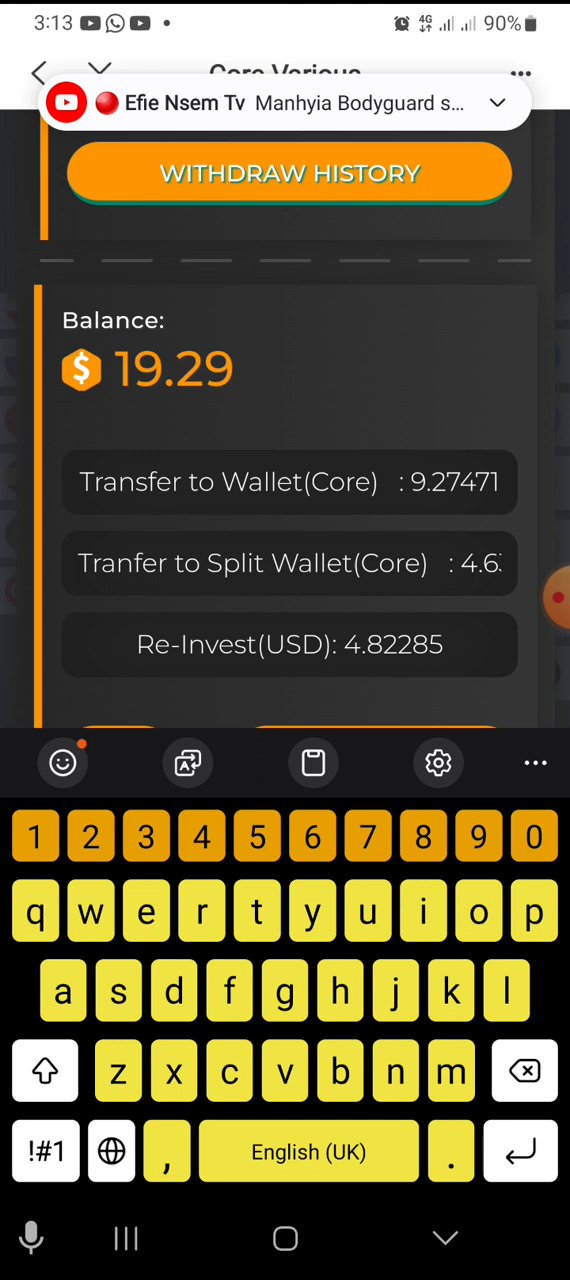 3:13
4G 90%
Efie Nsem Tv Manhyia Bodyguard s...
WITHDRAW HISTORY
Balance:
$ 19.29
Transfer to Wallet(Core) : 9.27471
Tranfer to Split Wallet(Core) : 4.6
Re-Invest(USD): 4.82285
1 2 3 4 5 6 7 8 9 0
q w e r t y u i o p
a s d f g h j k l
z x c v b n m
!#1 , English (UK) .